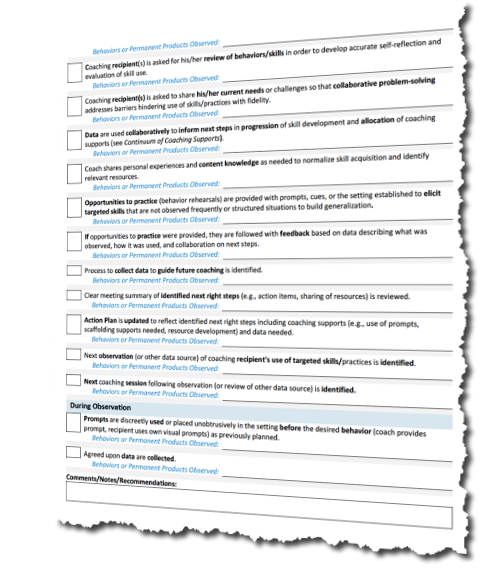 Behaviors or Permanent Products Observed:
Coaching recipient(s) is asked for his/her review of behaviors/skills in order to develop accurate self-reflection and
evaluation of skill use.
Behaviors or Permanent Products Observed:
Coaching recipient(s) is asked to share his/her current needs or challenges so that collaborative problem-solving
addresses barriers hindering use of skills/practices with fidelity.
Behaviors or Permanent Products Observed:
Data are used collaboratively to inform next steps in progression of skill development and allocation of coaching
supports (see Continuum of Coaching Supports).
Behaviors or Permanent Products Observed:
Coach shares personal experiences and content knowledge as needed to normalize skill acquisition and identify
relevant resources.
Behaviors or Permanent Products Observed:
Opportunities to practice (behavior rehearsals) are provided with prompts, cues, or the setting established to elicit
targeted skills that are not observed frequently or structured situations to build generalization.
Behaviors or Permanent Products Observed:
If opportunities to practice were provided, they are followed with feedback based on data describing what was
observed, how it was used, and collaboration on next steps.
Behaviors or Permanent Products Observed:
Process to collect data to guide future coaching is identified.
Behaviors or Permanent Products Observed:
Clear meeting summary of identified next right steps (e.g., action items, sharing of resources) is reviewed.
Behaviors or Permanent Products Observed:
Action Plan is updated to reflect identified next right steps including coaching supports (e.g., use of prompts,
scaffolding supports needed, resource development) and data needed.
Behaviors or Permanent Products Observed:
Next observation (or other data source) of coaching recipient's use of targeted skills/practices is identified.
Behaviors or Permanent Products Observed:
Next coaching session following observation (or review of other data source) is identified.
Behaviors or Permanent Products Observed:
During Observation
Prompts are discreetly used or placed unobtrusively in the setting before the desired behavior (coach provides
prompt, recipient uses own visual prompts) as previously planned.
Behaviors or Permanent Products Observed:
Agreed upon data are collected.
Behaviors or Permanent Products Observed:
Comments/Notes/Recommendations: